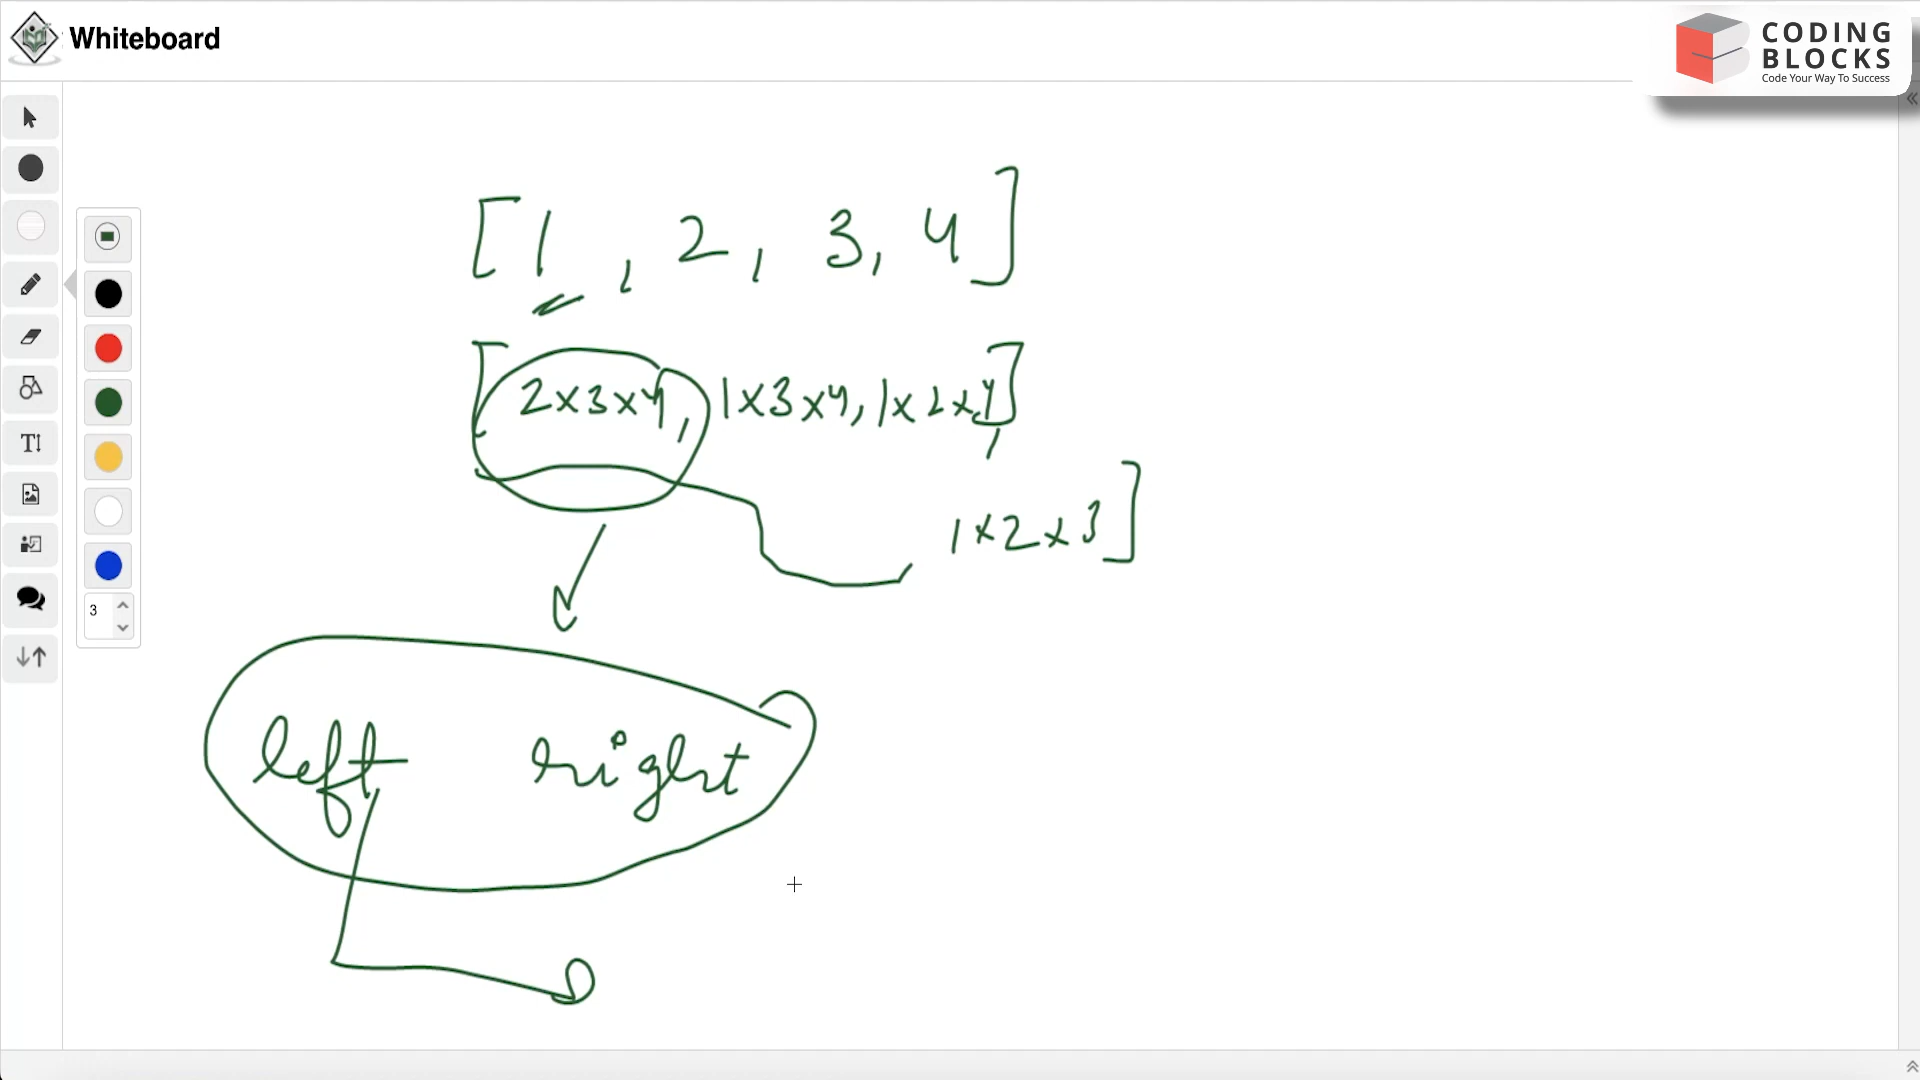 Whiteboard
CODING
BLOCKS
Code Your Way To Success
[1, 2, 3, 4]
[2x3x4, 1x3x4, 1x2x4,
1x2x3]
T
3
left right